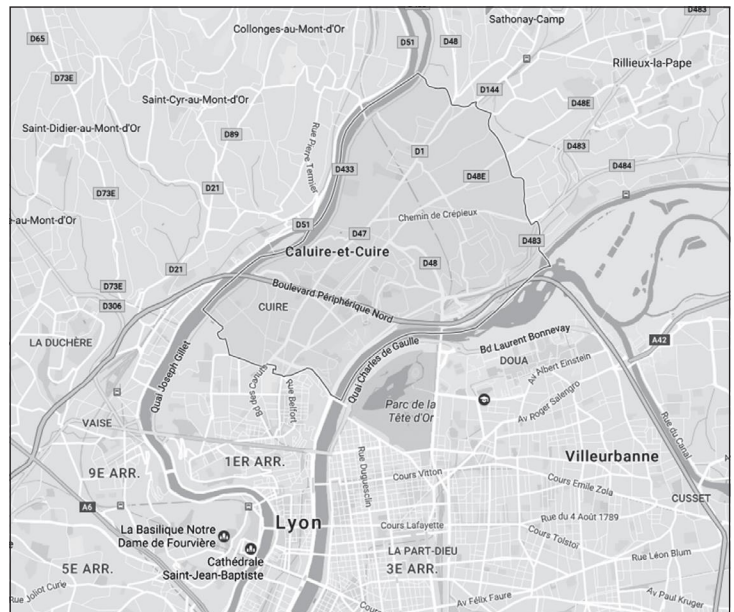 D483
Sathonay-Camp
Collonges-au-Mont-d'Or
D65
D51
D48
Rillieux-la-Pape
D73E
D144
Saint-Cyr-au-Mont-d'Or
D48E
Saint-Didier-au-Mont-d'Or
D89
Rue Pierre Termier
D483
D1
D484
D433
D48E
D21
D73E
Chemin de Crépieux
e-au-Mont-d'Or
D51
D47
D483
Caluire-et-Cuire
D48
D21
D73E
Boulevard Périphérique Nord
D306
CUIRE
LA DUCHÈRE
Quai Joseph Gillet
Quai Charles de Gaulle
Bd Laurent Bonnevay
A42
DOUA
Av Albert Einstein
Bd des Canuts
que Belfort
Parc de la
Tête d'Or
Av Roger Salengro
VAISE
Rue du Canal
Villeurbanne
9E ARR.
1ER ARR.
Rue Duguesclin
Cours Vitton
Cours Emile Zola
CUSSET
A6
Rue du 4 Août 1789
Lyon
Cours Lafayette
La Basilique Notre
Dame de Fourvière
Cours Tolstoï
Cathédrale
Saint-Jean-Baptiste
LA PART-DIEU
3E ARR.
Rue Léon Blum
5E ARR.
Rue Joliot Curie
Av Félix Faure
Av Paul Kruger
Cou